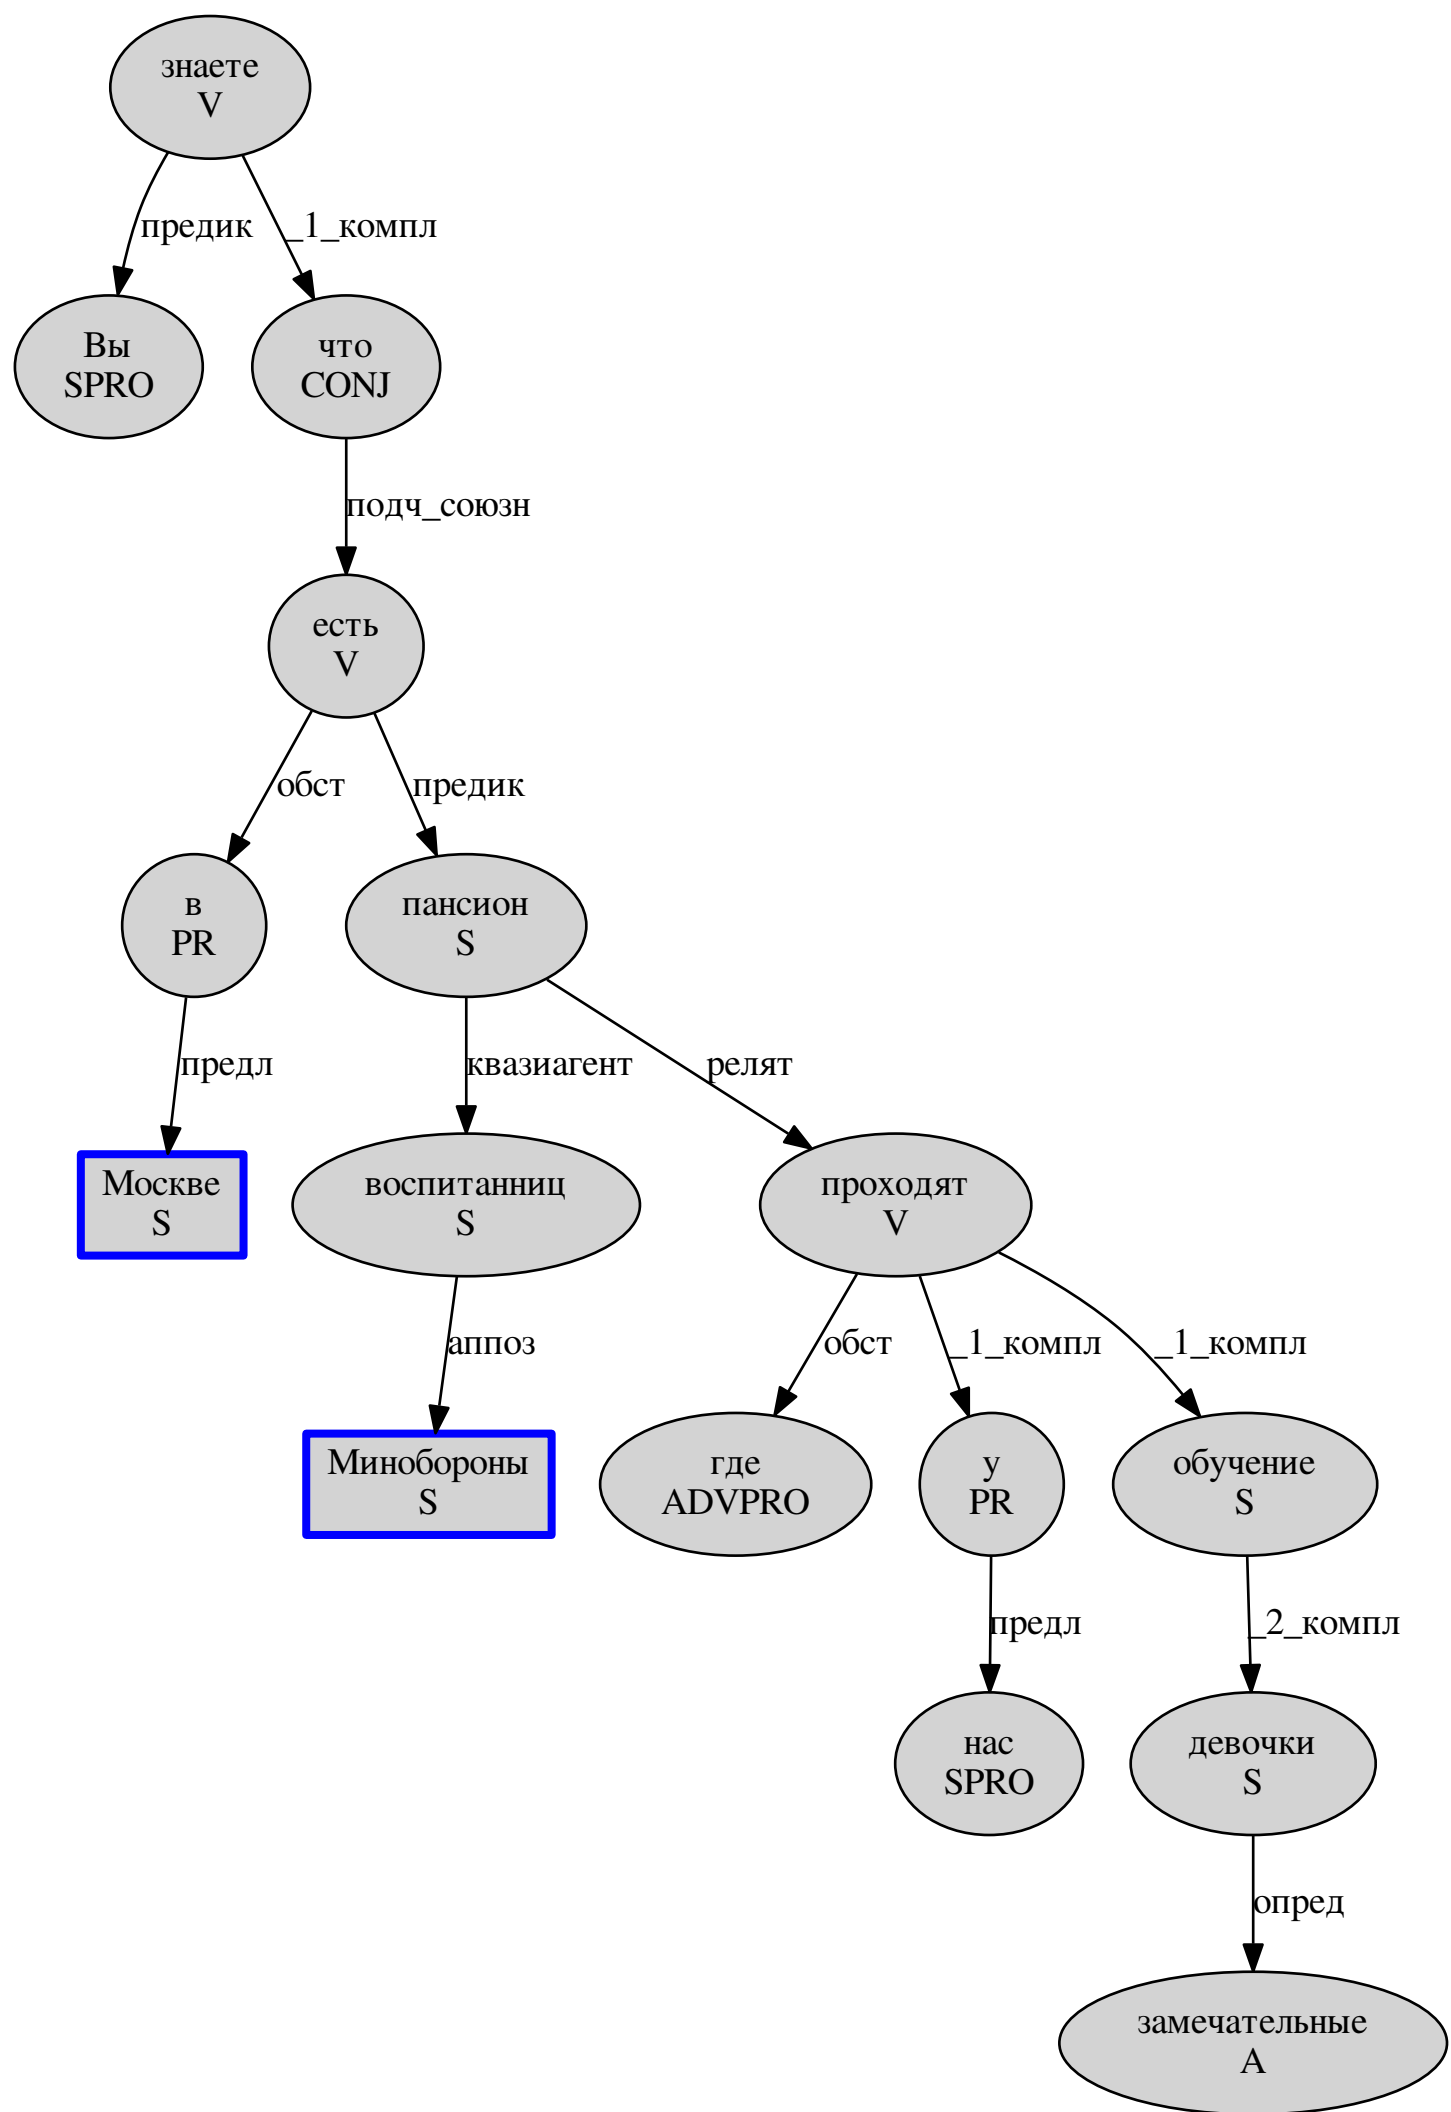 знаете
V
предик
_1_компл
Вы
SPRO
что
CONJ
подч_союзн
есть
V
обст
предик
в
PR
пансион
S
предл
квазиагент
релят
Москве
S
воспитанниц
S
проходят
V
аппоз
обст
_1_компл
_1_компл
Минобороны
S
где
ADVPRO
у
PR
обучение
S
предл
_2_компл
нас
SPRO
девочки
S
опред
замечательные
A